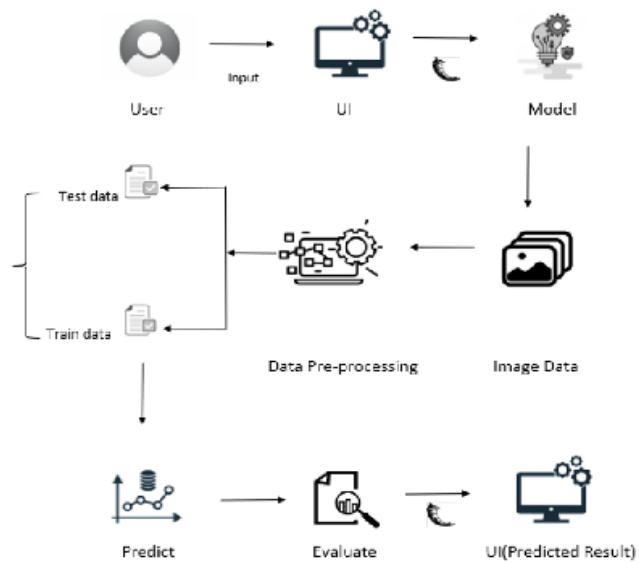 Input
User
UI
Model
Test data
Train data
Data Pre-processing
Image Data
Predict
Evaluate
UI(Predicted Result)